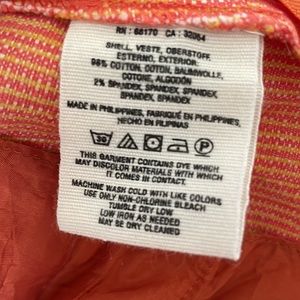 RN : 66170 CA : 32054
SHELL, VESTE, OBERSTOFF,
ESTERNO, EXTERIOR,
98% COTTON, COTON, BAUMWOLLE,
COTONE, ALGODÓN
2% SPANDEX, SPANDEX, SPANDEX,
SPANDEX, SPANDEX
MADE IN PHILIPPINES, FABRIQUÉ EN PHILIPPINES,
HECHO EN FILIPINAS
30
THIS GARMENT CONTAINS DYE WHICH
MAY DISCOLOR MATERIALS WITH WHICH
IT COMES IN CONTACT.
MACHINE WASH COLD WITH LIKE COLORS
USE ONLY NON-CHLORINE BLEACH
TUMBLE DRY LOW
LOW IRON AS NEEDED
MAY BE DRY CLEANED